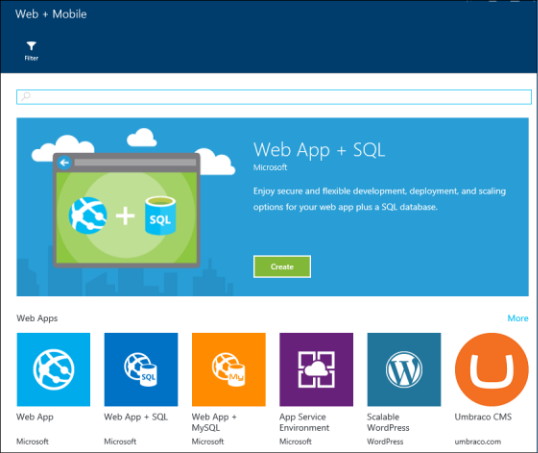 Web + Mobile
Filter
SQL
Web App + SQL
Microsoft
Enjoy secure and flexible development, deployment, and scaling
options for your web app plus a SQL database.
Create
Web Apps More
SQL My
Web App Web App + SQL Web App + App Service Scalable Umbraco CMS
MySQL Environment WordPress
Microsoft Microsoft Microsoft Microsoft WordPress umbraco.com